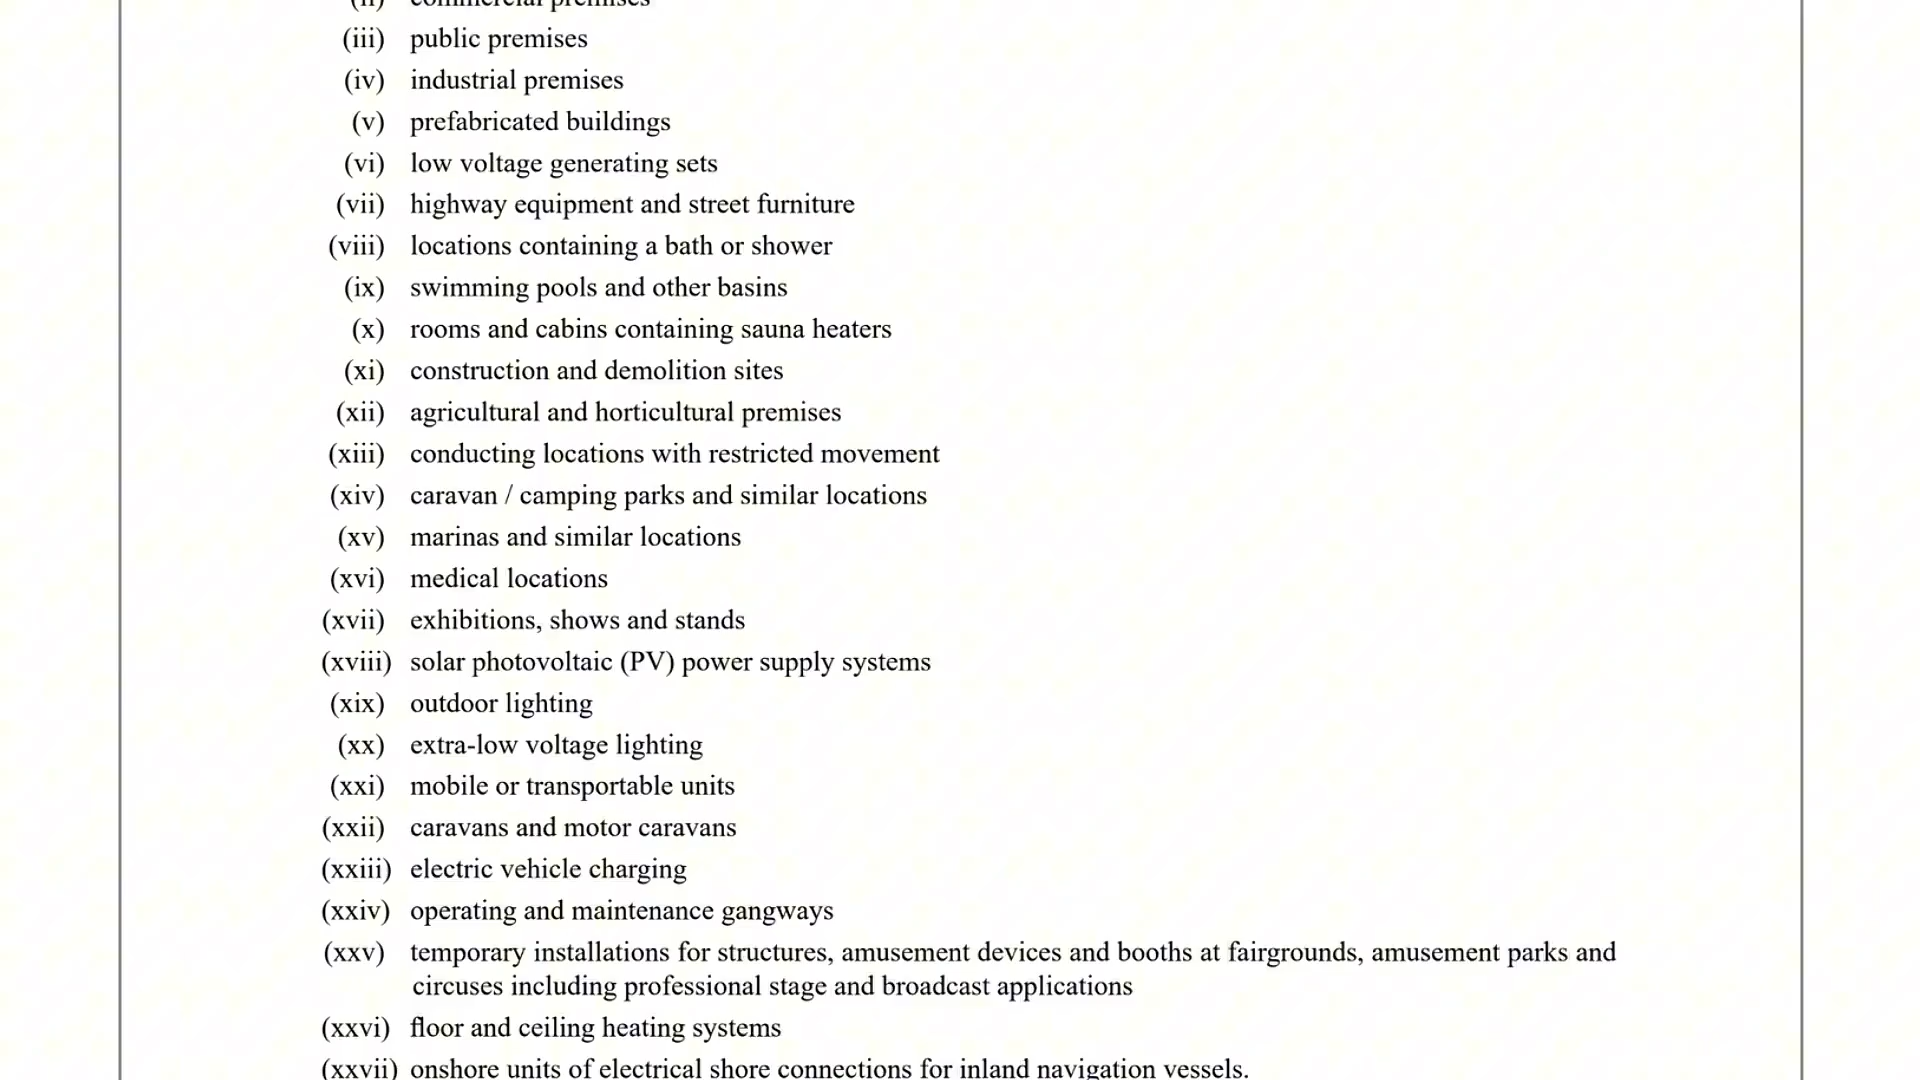 (ii) commercial premises
(iii) public premises
(iv) industrial premises
(v) prefabricated buildings
(vi) low voltage generating sets
(vii) highway equipment and street furniture
(viii) locations containing a bath or shower
(ix) swimming pools and other basins
(x) rooms and cabins containing sauna heaters
(xi) construction and demolition sites
(xii) agricultural and horticultural premises
(xiii) conducting locations with restricted movement
(xiv) caravan / camping parks and similar locations
(xv) marinas and similar locations
(xvi) medical locations
(xvii) exhibitions, shows and stands
(xviii) solar photovoltaic (PV) power supply systems
(xix) outdoor lighting
(xx) extra-low voltage lighting
(xxi) mobile or transportable units
(xxii) caravans and motor caravans
(xxiii) electric vehicle charging
(xxiv) operating and maintenance gangways
(xxv) temporary installations for structures, amusement devices and booths at fairgrounds, amusement parks and
circuses including professional stage and broadcast applications
(xxvi) floor and ceiling heating systems
(xxvii) onshore units of electrical shore connections for inland navigation vessels.